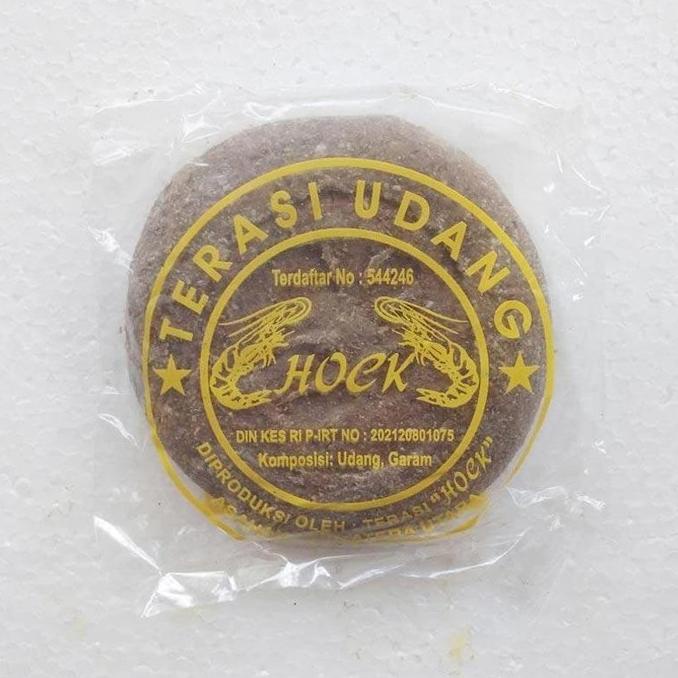 TERASI UDANG
Terdaftar No : 544246
HOCK
DIN KES RI P-IRT NO : 202120801075
Komposisi: Udang, Garam
DIPRODUKSI OLEH : TERASI "HOCK"